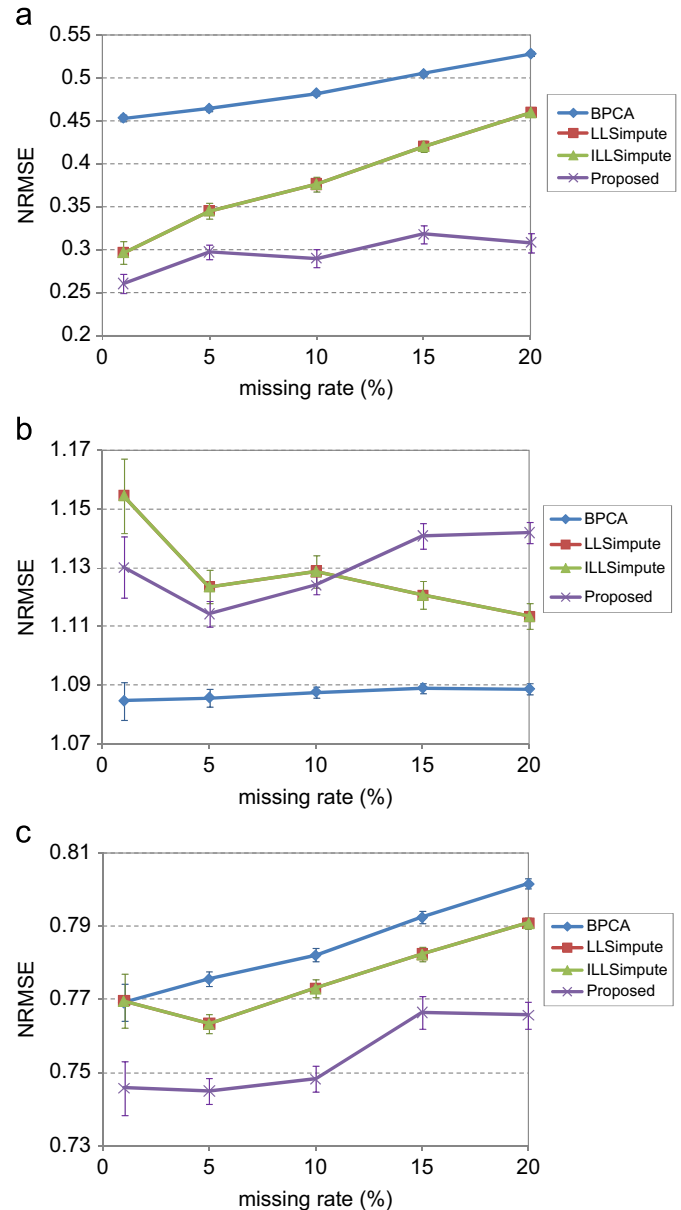 a
0.55
0.5
0.45
0.4
0.35
0.3
0.25
0.2
NRMSE
0 5 10 15 20
missing rate (%)
BPCA
LLSimpute
ILLSimpute
Proposed
b
1.17
1.15
1.13
1.11
1.09
1.07
NRMSE
0 5 10 15 20
missing rate (%)
BPCA
LLSimpute
ILLSimpute
Proposed
c
0.81
0.79
0.77
0.75
0.73
NRMSE
0 5 10 15 20
missing rate (%)
BPCA
LLSimpute
ILLSimpute
Proposed